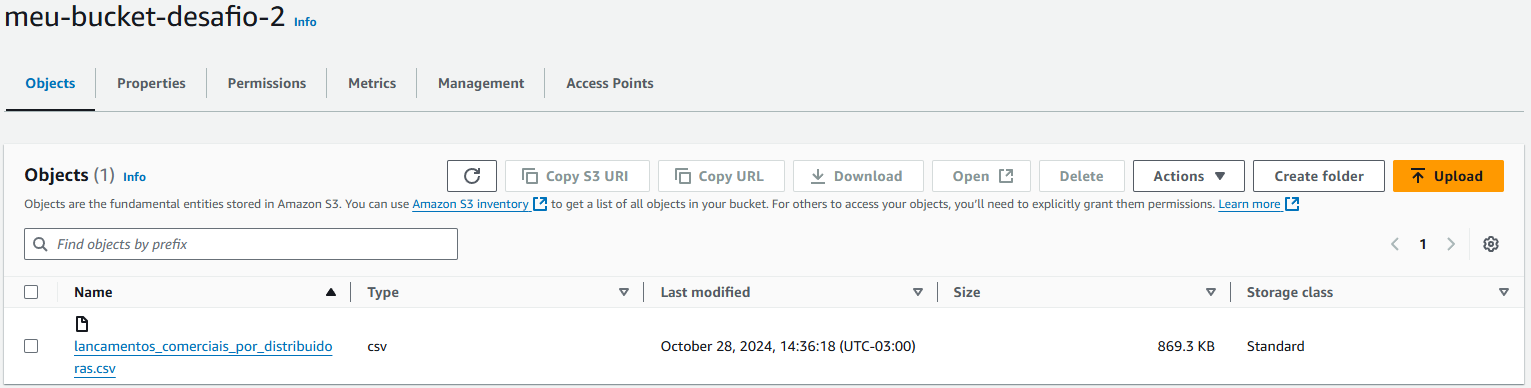 meu-bucket-desafio-2 Info
Objects Properties Permissions Metrics Management Access Points
Objects (1) Info Copy S3 URI Copy URL Download Open Delete Actions Create folder Upload
Objects are the fundamental entities stored in Amazon S3. You can use Amazon S3 inventory to get a list of all objects in your bucket. For others to access your objects, you'll need to explicitly grant them permissions. Learn more
Find objects by prefix 1
Name Type Last modified Size Storage class
lancamentos_comerciais_por_distribuido csv October 28, 2024, 14:36:18 (UTC-03:00) 869.3 KB Standard
ras.csv